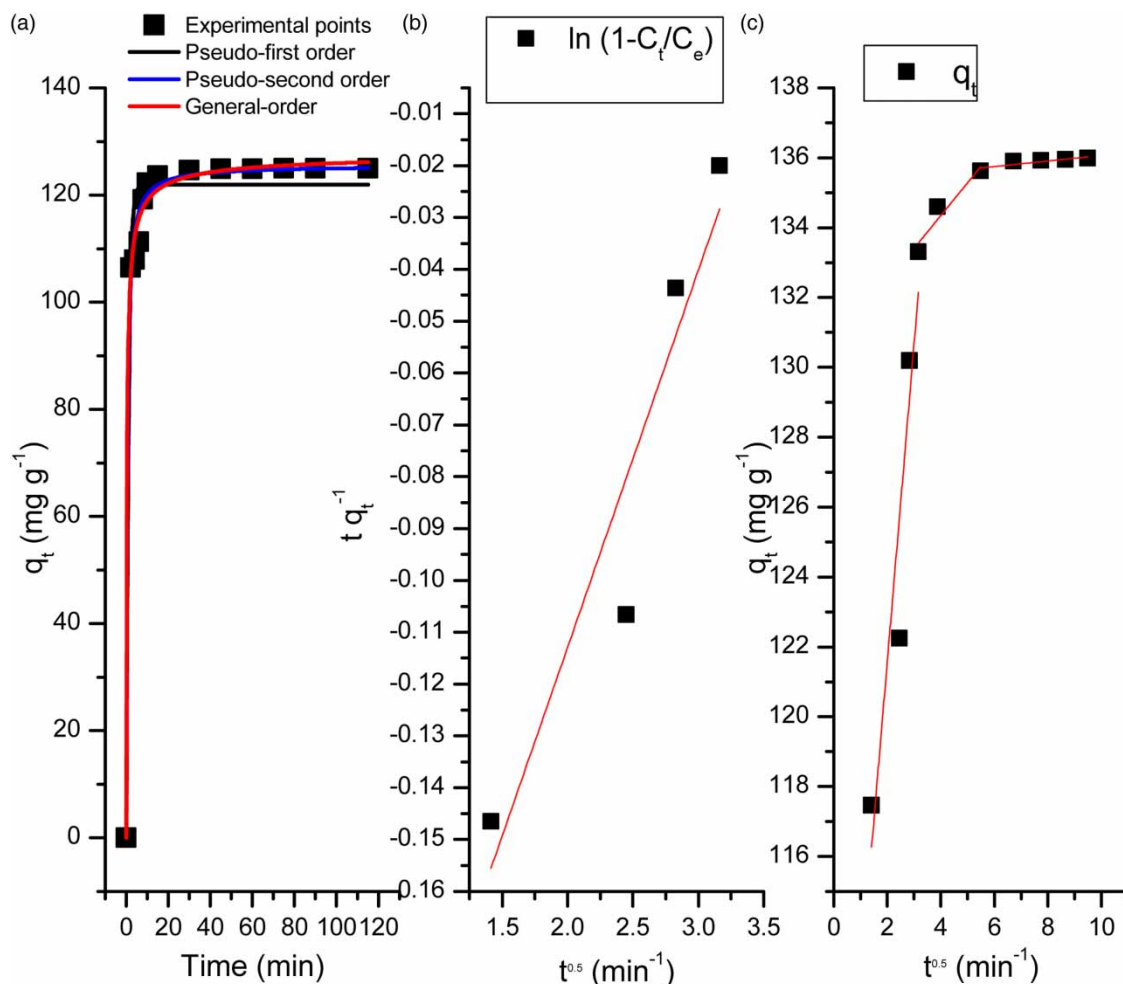 (a)
Experimental points
Pseudo-first order
Pseudo-second order
General-order
140
120
100
80
60
40
20
0
q_t (mg g^-1)
0 20 40 60 80 100 120
Time (min)
(b)
ln (1-C_t/C_e)
-0.01
-0.02
-0.03
-0.04
-0.05
-0.06
-0.07
-0.08
-0.09
-0.10
-0.11
-0.12
-0.13
-0.14
-0.15
0.16
t q_t^-1
1.5 2.0 2.5 3.0 3.5
t^0.5 (min^-1)
(c)
q_t
138
136
134
132
130
128
126
124
122
120
118
116
q_t (mg g^-1)
0 2 4 6 8 10
t^0.5 (min^-1)